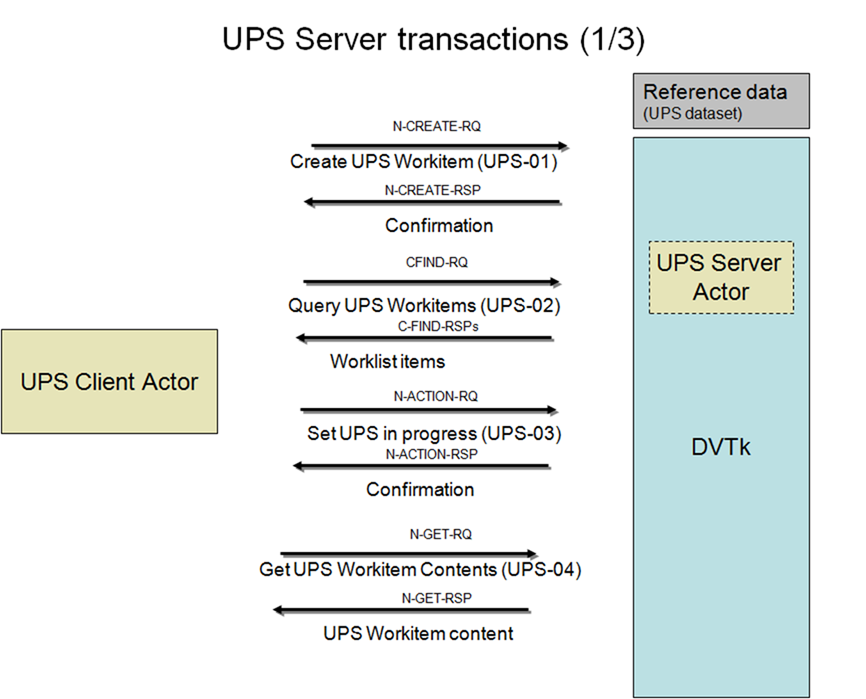 UPS Server transactions (1/3)
Reference data
(UPS dataset)
N-CREATE-RQ
Create UPS Workitem (UPS-01)
N-CREATE-RSP
Confirmation
CFIND-RQ
Query UPS Workitems (UPS-02)
C-FIND-RSPs
Worklist items
UPS Server
Actor
UPS Client Actor
N-ACTION-RQ
Set UPS in progress (UPS-03)
N-ACTION-RSP
Confirmation
DVTk
N-GET-RQ
Get UPS Workitem Contents (UPS-04)
N-GET-RSP
UPS Workitem content